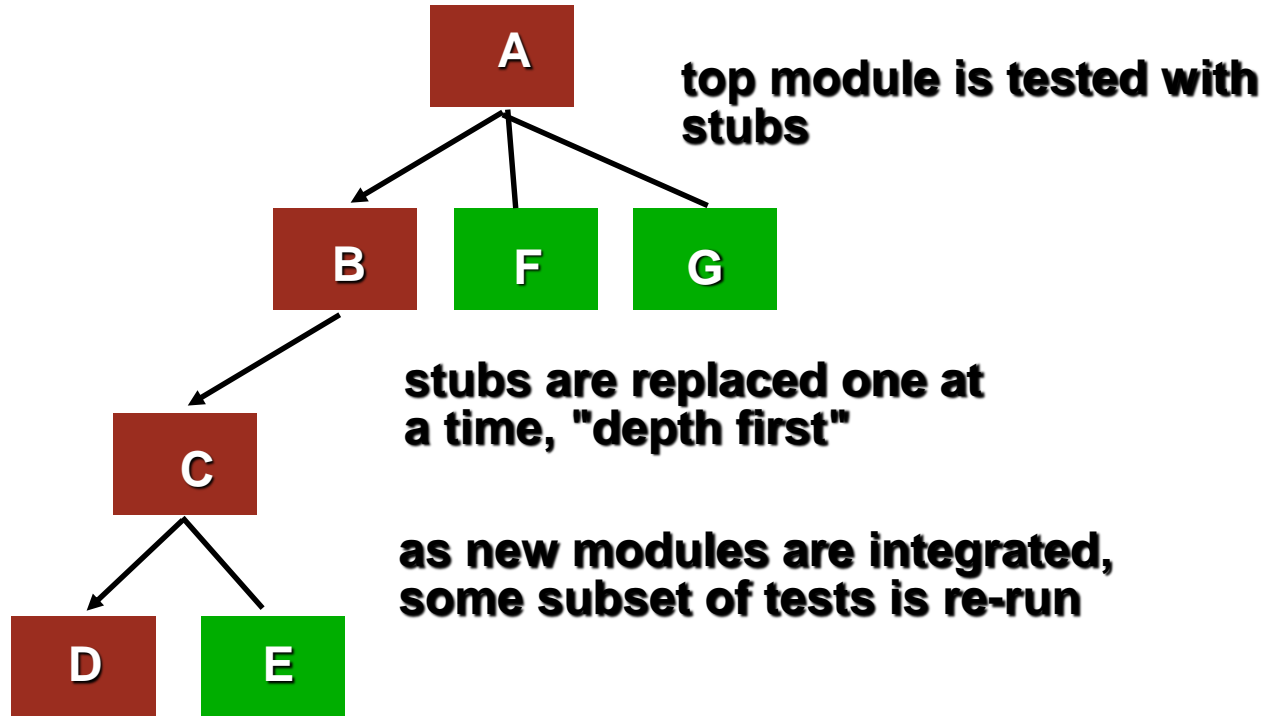 A
top module is tested with
stubs
B
F
G
stubs are replaced one at
a time, "depth first"
C
as new modules are integrated,
some subset of tests is re-run
D
E